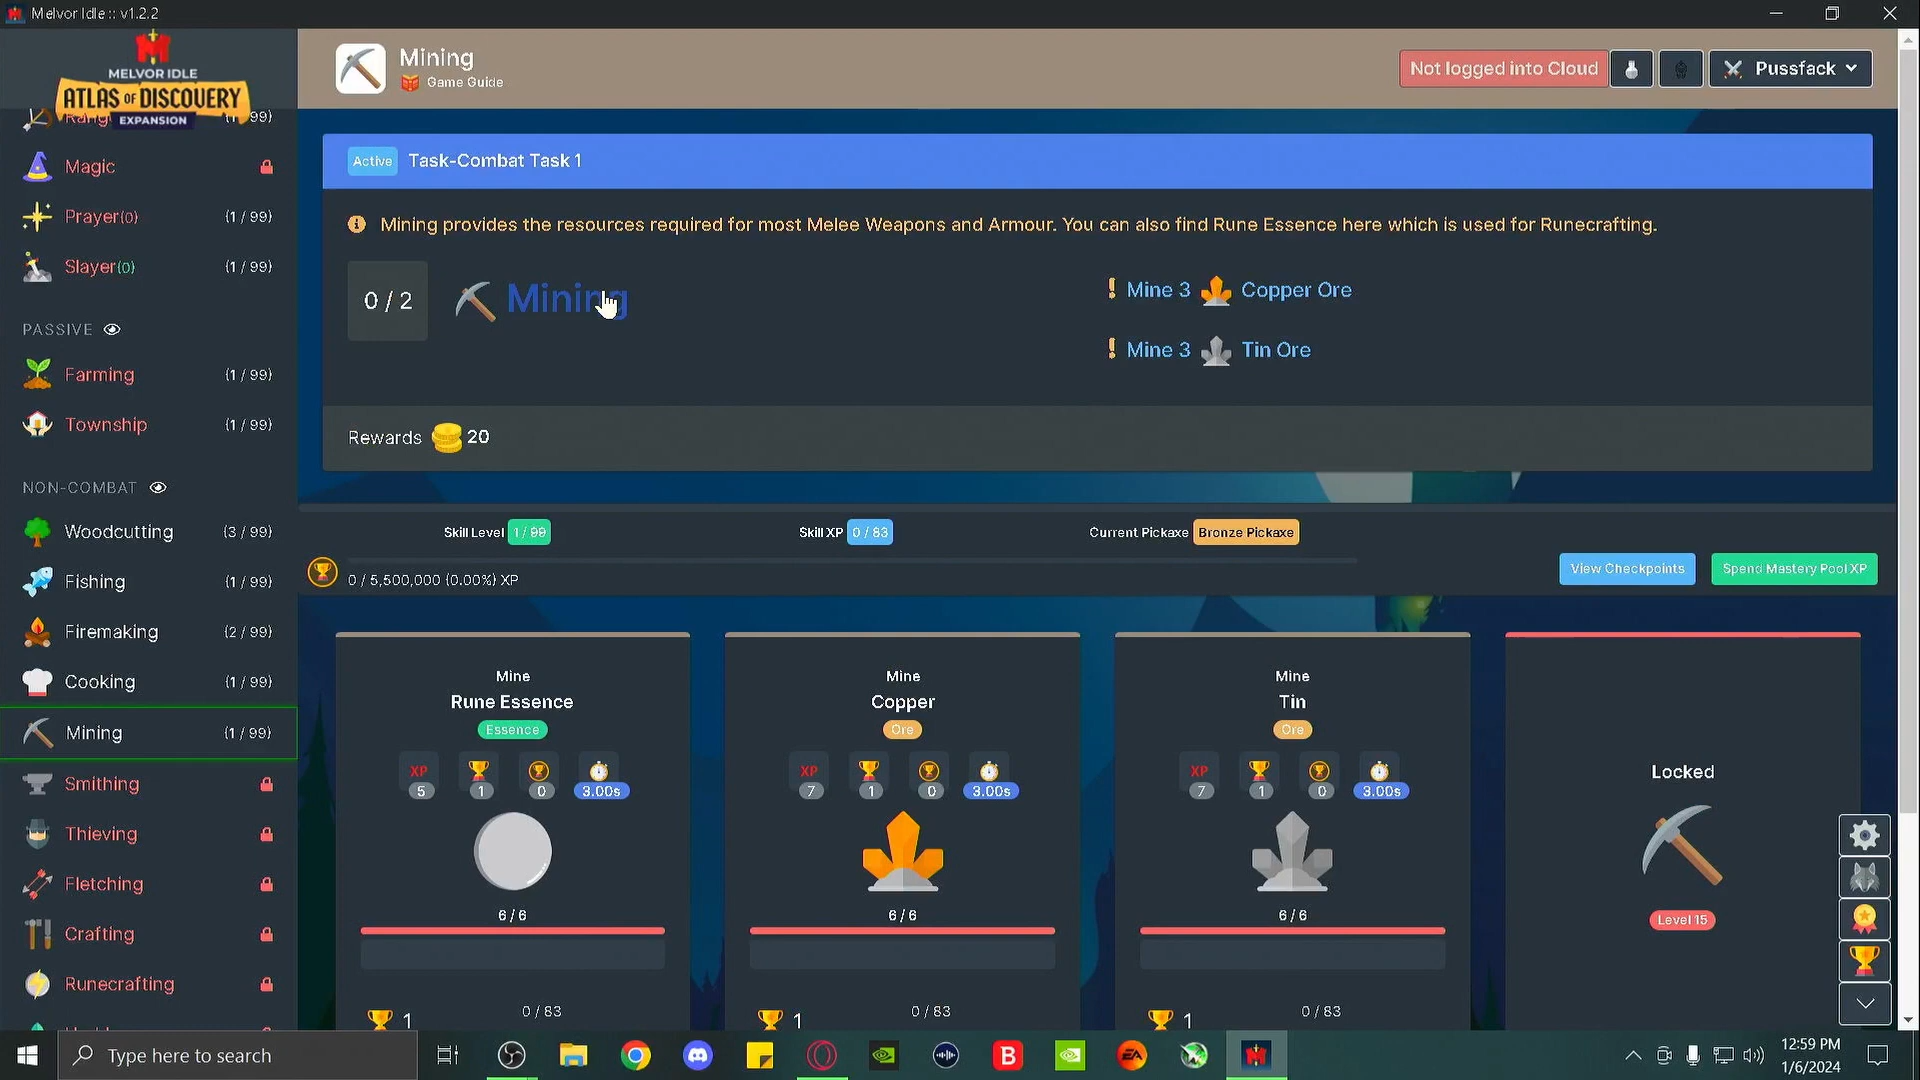 Melvor Idle :: v1.2.2
MELVOR IDLE
ATLAS OF DISCOVERY
EXPANSION
Mining
Game Guide
Not logged into Cloud
Pussfack
Magic
Prayer(0) (1 / 99)
Slayer(0) (1 / 99)
PASSIVE
Farming (1 / 99)
Township (1 / 99)
NON-COMBAT
Woodcutting (3 / 99)
Fishing (1 / 99)
Firemaking (2 / 99)
Cooking (1 / 99)
Mining (1 / 99)
Smithing
Thieving
Fletching
Crafting
Runecrafting
Active Task-Combat Task 1
Mining provides the resources required for most Melee Weapons and Armour. You can also find Rune Essence here which is used for Runecrafting.
0 / 2 Mining
! Mine 3 Copper Ore
! Mine 3 Tin Ore
Rewards 20
Skill Level 1 / 99 Skill XP 0 / 83 Current Pickaxe Bronze Pickaxe
0 / 5,500,000 (0.00%) XP
View Checkpoints Spend Mastery Pool XP
Mine
Rune Essence
Essence
XP
5 1 0 3.00s
6 / 6
0 / 83
1
Mine
Copper
Ore
XP
7 1 0 3.00s
6 / 6
0 / 83
1
Mine
Tin
Ore
XP
7 1 0 3.00s
6 / 6
0 / 83
1
Locked
Level 15
Type here to search
B
EA
12:59 PM
1/6/2024